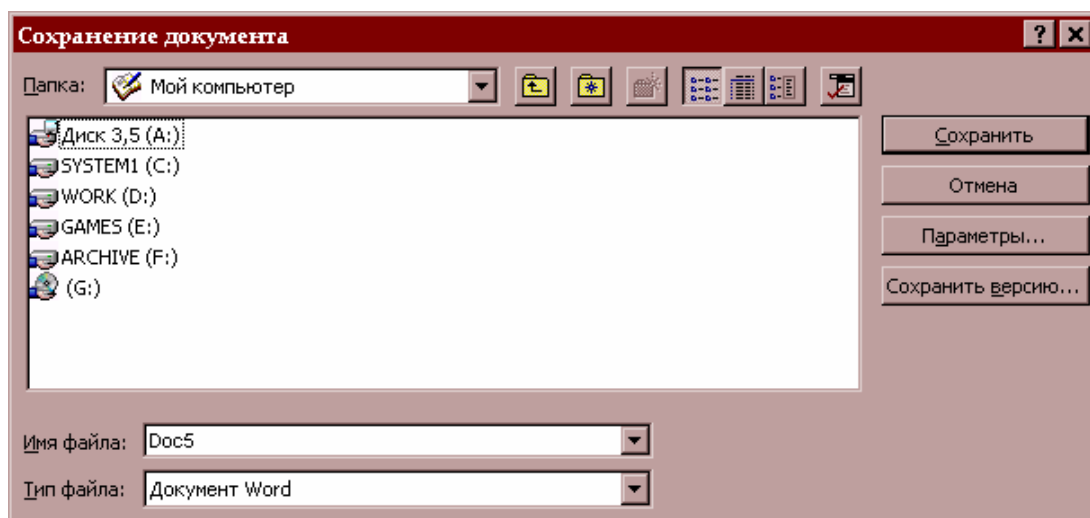 Сохранение документа
Папка: Мой компьютер
Диск 3,5 (A:)
SYSTEM1 (C:)
WORK (D:)
GAMES (E:)
ARCHIVE (F:)
(G:)
Сохранить
Отмена
Параметры...
Сохранить версию...
Имя файла: Doc5
Тип файла: Документ Word